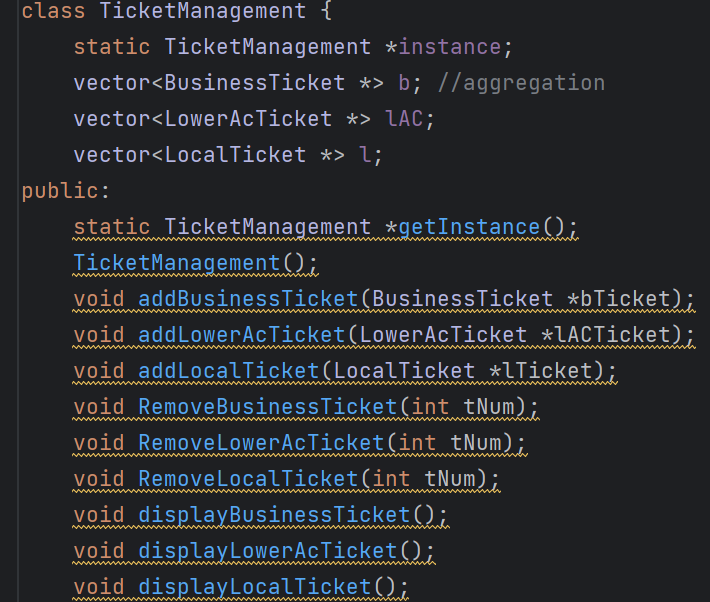 class TicketManagement {
static TicketManagement *instance;
vector<BusinessTicket *> b; //aggregation
vector<LowerAcTicket *> lAC;
vector<LocalTicket *> l;
public:
static TicketManagement *getInstance();
TicketManagement();
void addBusinessTicket(BusinessTicket *bTicket);
void addLowerAcTicket(LowerAcTicket *lACTicket);
void addLocalTicket(LocalTicket *lTicket);
void RemoveBusinessTicket(int tNum);
void RemoveLowerAcTicket(int tNum);
void RemoveLocalTicket(int tNum);
void displayBusinessTicket();
void displayLowerAcTicket();
void displayLocalTicket();